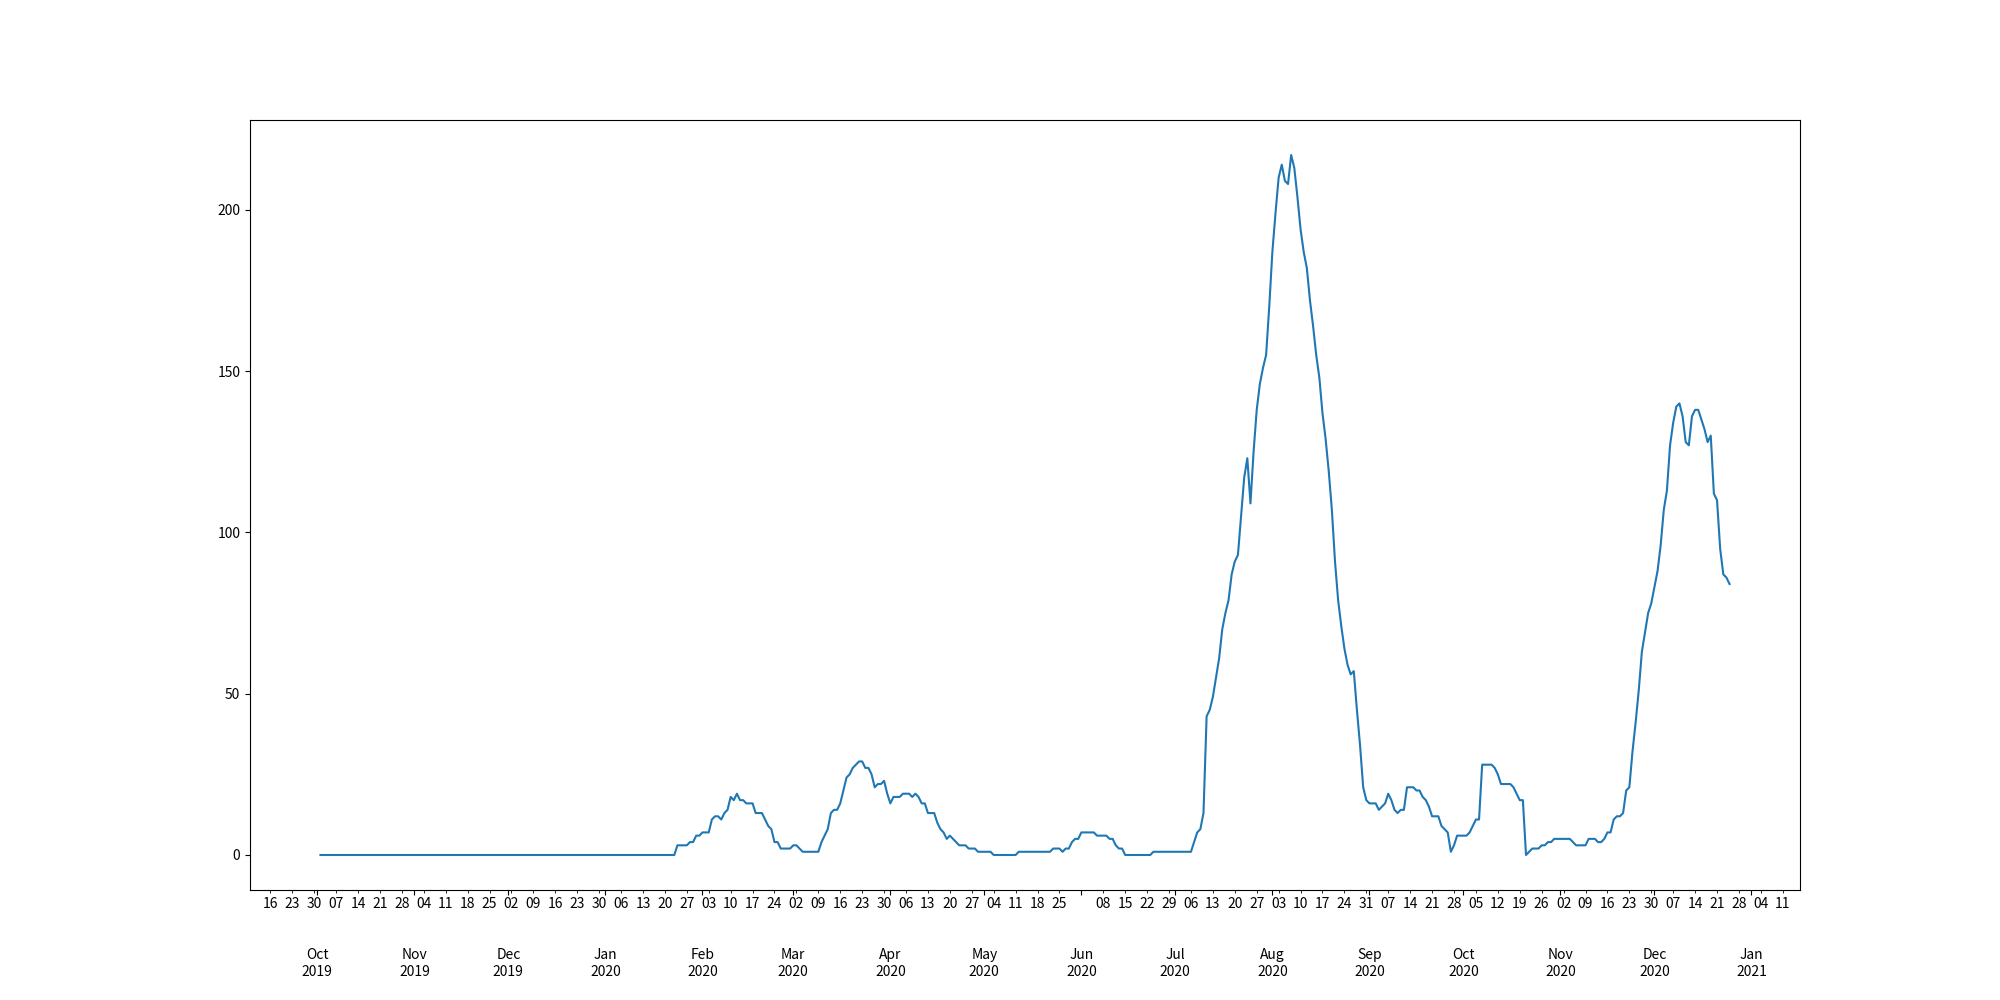 200
150
100
50
0
16 23 30 07 14 21 28 04 11 18 25 02 09 16 23 30 06 13 20 27 03 10 17 24 02 09 16 23 30 06 13 20 27 04 11 18 25 08 15 22 29 06 13 20 27 03 10 17 24 31 07 14 21 28 05 12 19 26 02 09 16 23 30 07 14 21 28 04 11
Oct Nov Dec Jan Feb Mar Apr May Jun Jul Aug Sep Oct Nov Dec Jan
2019 2019 2019 2020 2020 2020 2020 2020 2020 2020 2020 2020 2020 2020 2020 2021